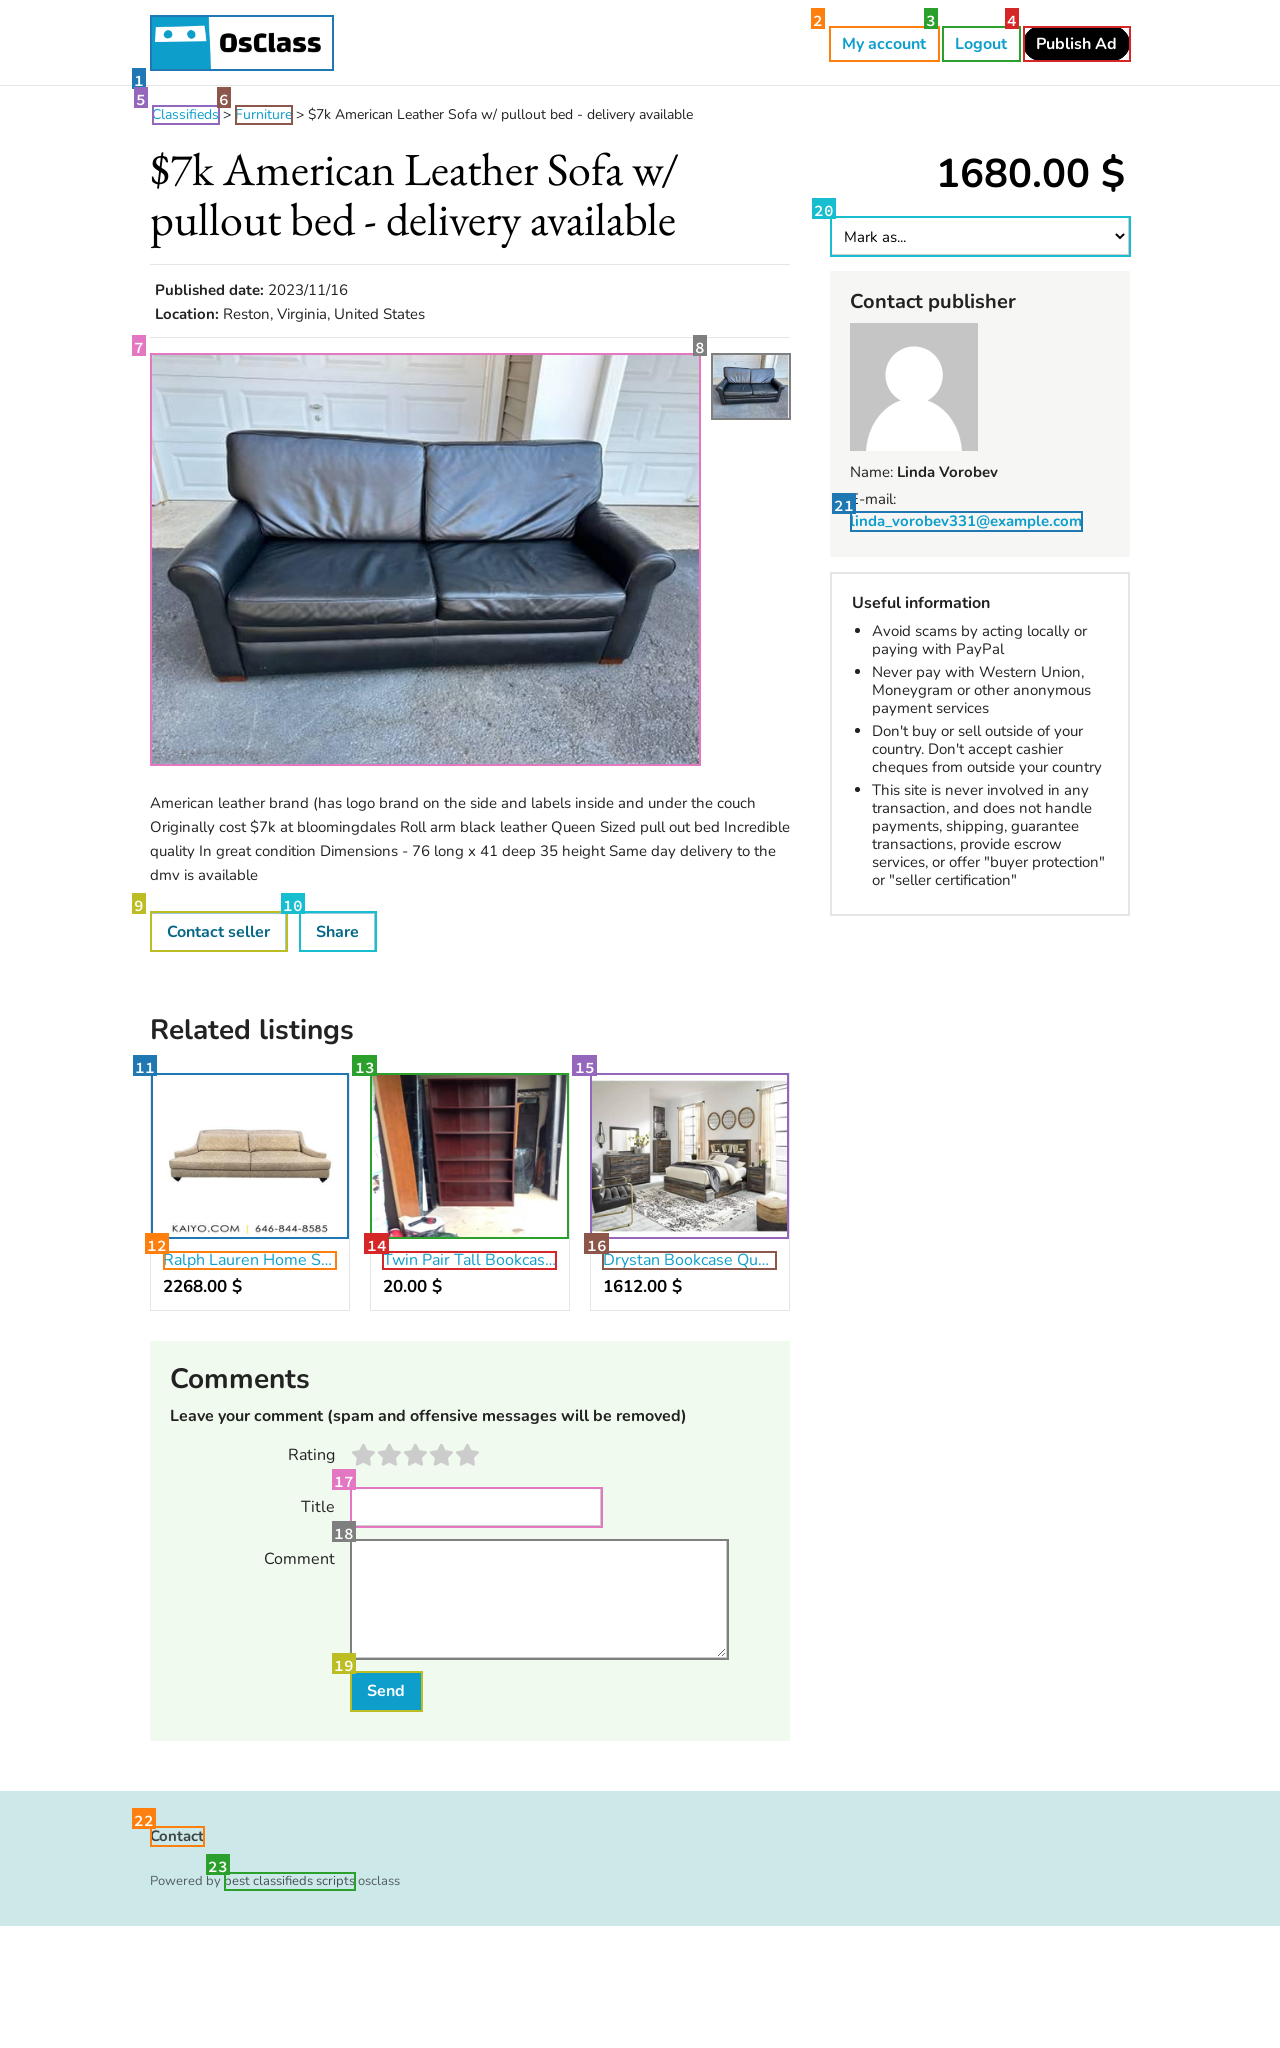 OsClass
1
2
My account
3
Logout
4
Publish Ad
5
6
Classifieds > Furniture > $7k American Leather Sofa w/ pullout bed - delivery available
$7k American Leather Sofa w/
pullout bed - delivery available
Published date: 2023/11/16
Location: Reston, Virginia, United States
7
8
American leather brand (has logo brand on the side and labels inside and under the couch
Originally cost $7k at bloomingdales Roll arm black leather Queen Sized pull out bed Incredible
quality In great condition Dimensions - 76 long x 41 deep 35 height Same day delivery to the
dmv is available
9
Contact seller
10
Share
1680.00 $
20
Mark as...
Contact publisher
Name: Linda Vorobev
E-mail:
21
linda_vorobev331@example.com
Useful information
Avoid scams by acting locally or
paying with PayPal
Never pay with Western Union,
Moneygram or other anonymous
payment services
Don't buy or sell outside of your
country. Don't accept cashier
cheques from outside your country
This site is never involved in any
transaction, and does not handle
payments, shipping, guarantee
transactions, provide escrow
services, or offer "buyer protection"
or "seller certification"
Related listings
11
KAIYO.COM | 646-844-8585
12
Ralph Lauren Home S...
2268.00 $
13
14
Twin Pair Tall Bookcas...
20.00 $
15
16
Drystan Bookcase Qu...
1612.00 $
Comments
Leave your comment (spam and offensive messages will be removed)
Rating
17
Title
18
Comment
19
Send
22
Contact
23
Powered by best classifieds scripts osclass